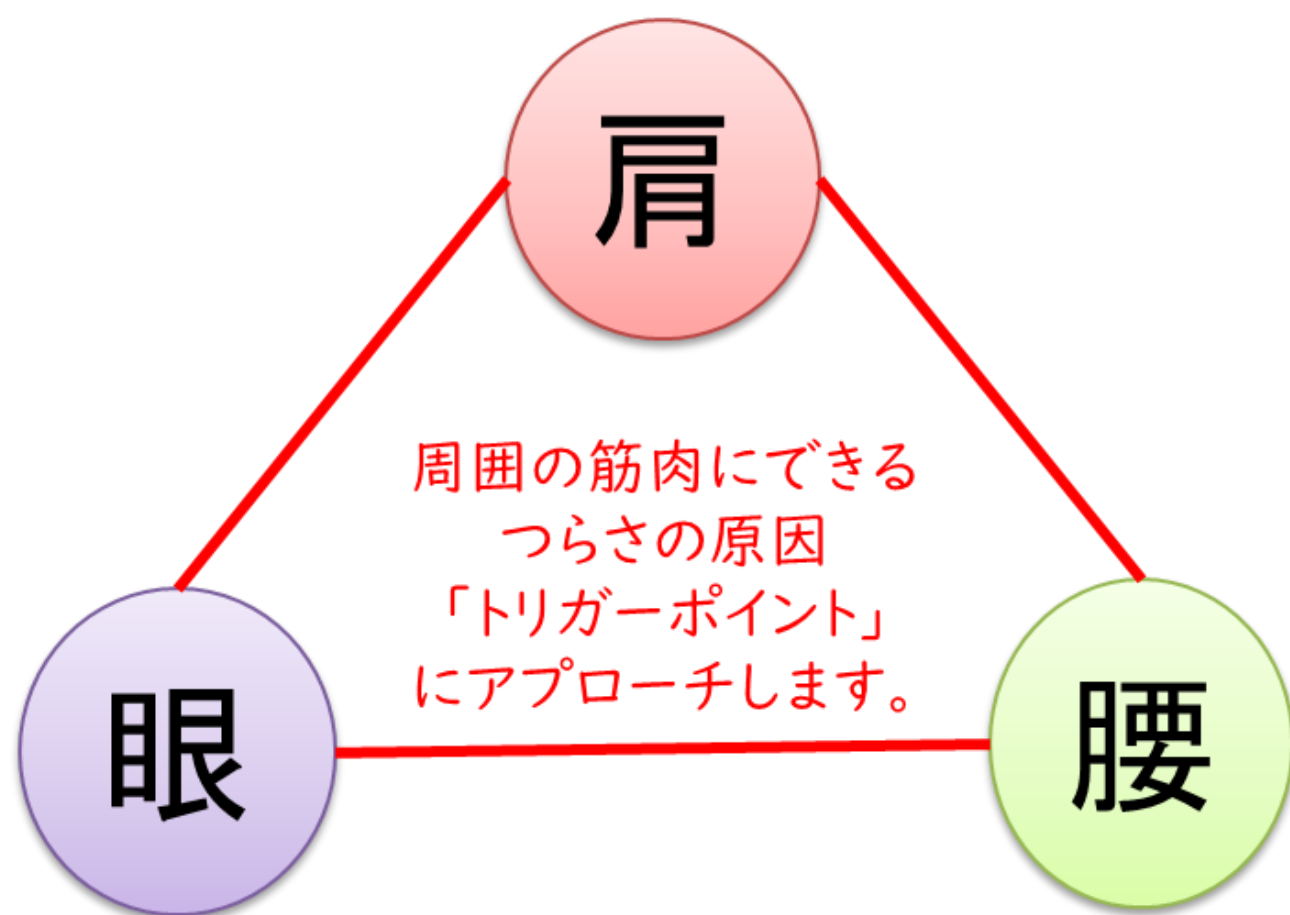 肩
周囲の筋肉にできる
つらさの原因
「トリガーポイント」
にアプローチします。
眼
腰